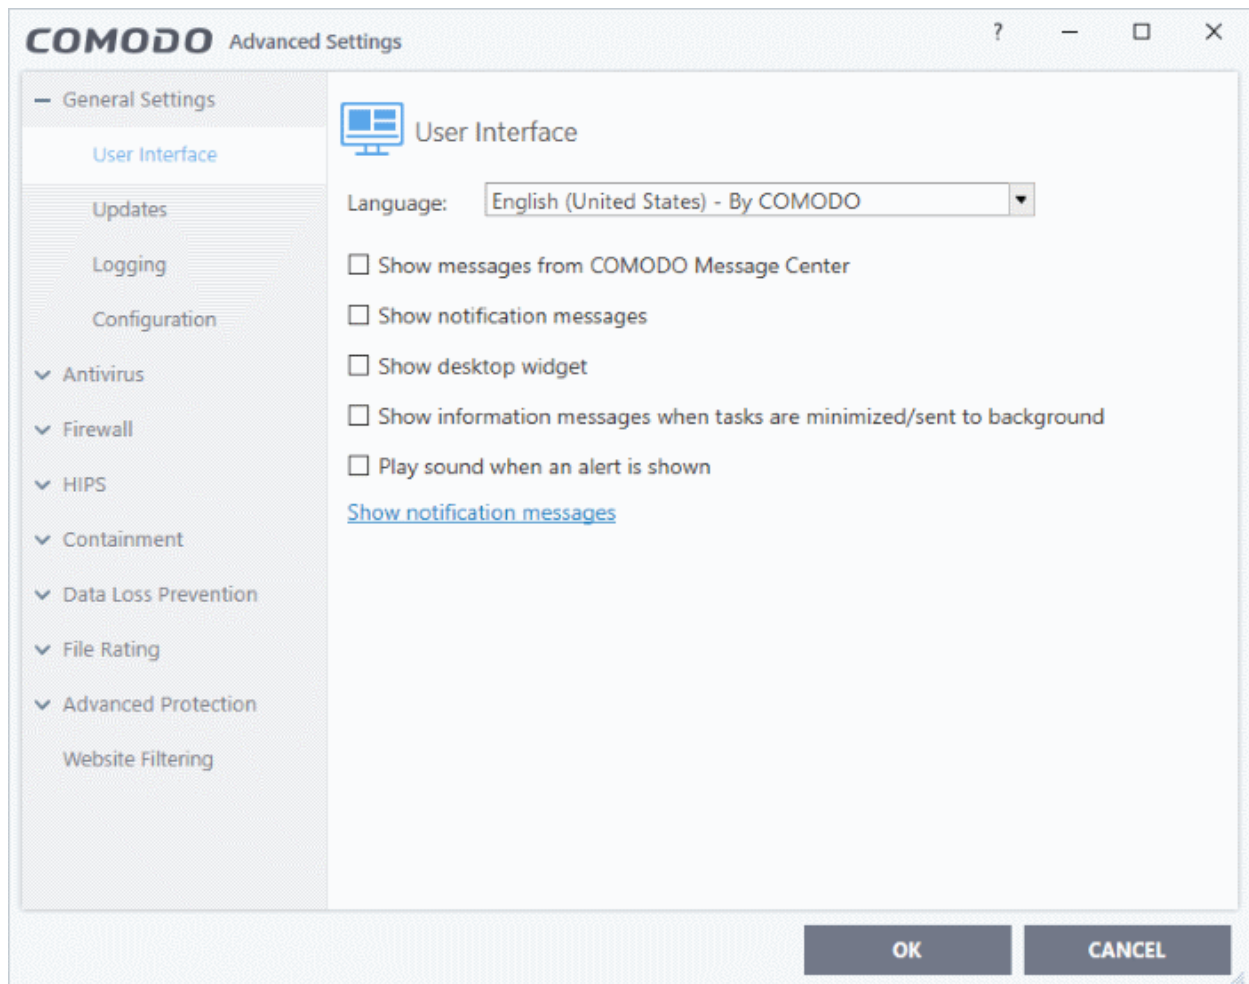 COMODO Advanced Settings ?
General Settings
User Interface
Updates
Logging
Configuration
Antivirus
Firewall
HIPS
Containment
Data Loss Prevention
File Rating
Advanced Protection
Website Filtering
User Interface
Language: English (United States) - By COMODO
Show messages from COMODO Message Center
Show notification messages
Show desktop widget
Show information messages when tasks are minimized/sent to background
Play sound when an alert is shown
Show notification messages
OK CANCEL